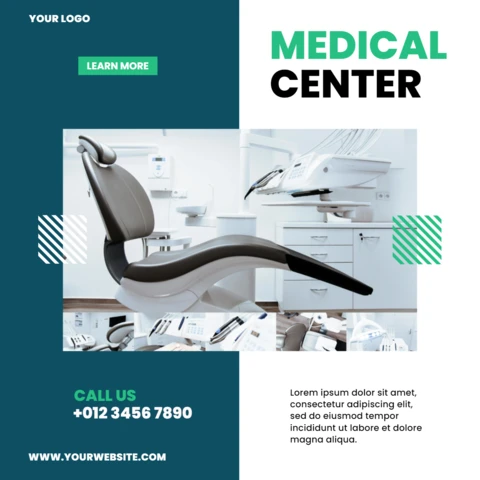 YOUR LOGO
LEARN MORE
MEDICAL
CENTER
CALL US
+012 3456 7890
WWW.YOURWEBSITE.COM
Lorem ipsum dolor sit amet,
consectetur adipiscing elit,
sed do eiusmod tempor
incididunt ut labore et dolore
magna aliqua.